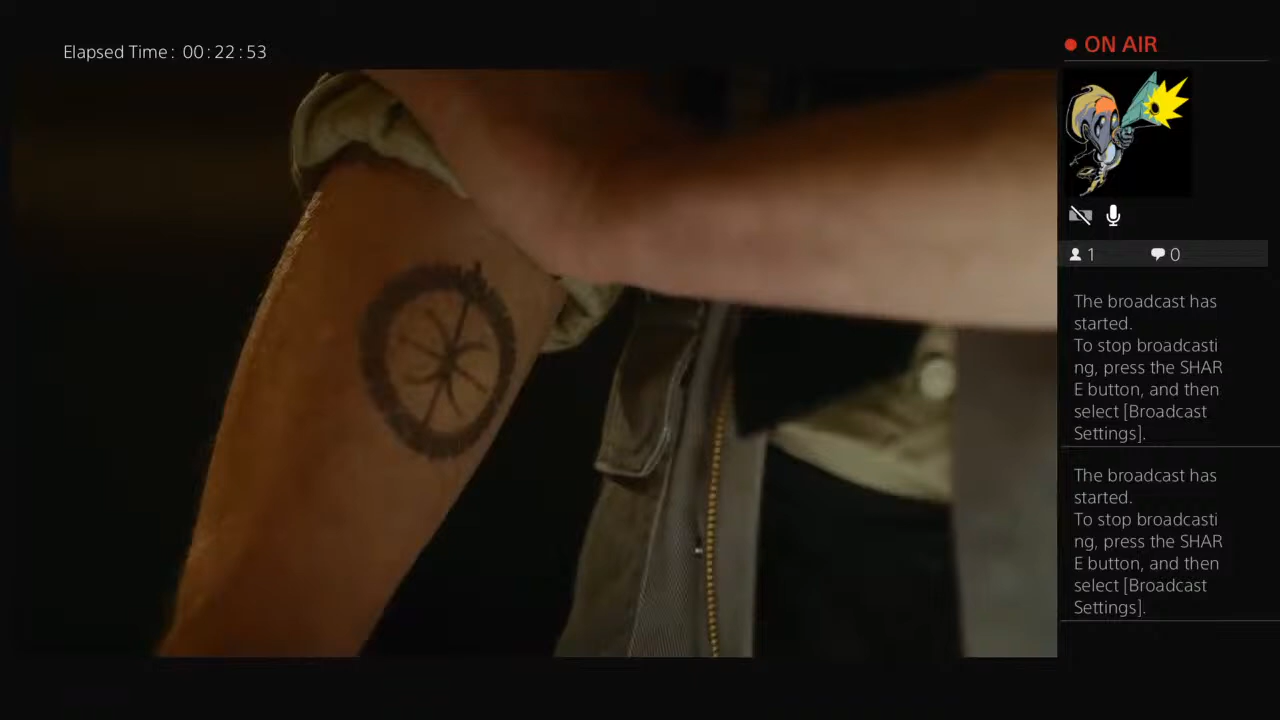 Elapsed Time: 00:22:53
ON AIR
1
0
The broadcast has
started.
To stop broadcasti
ng, press the SHAR
E button, and then
select [Broadcast
Settings].
The broadcast has
started.
To stop broadcasti
ng, press the SHAR
E button, and then
select [Broadcast
Settings].